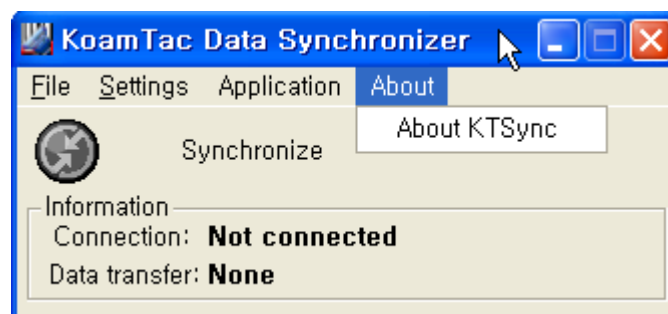 KoamTac Data Synchronizer
File Settings Application About
About KTSync
Synchronize
Information
Connection: Not connected
Data transfer: None